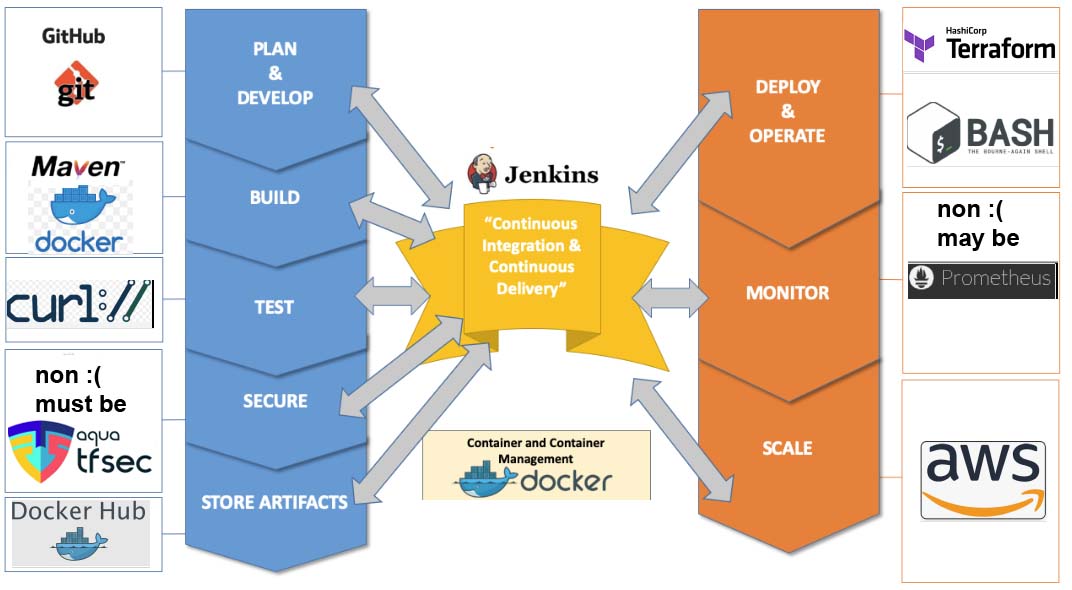 GitHub
git
Maven™
docker
curl://
non :(
must be
aqua
tfsec
Docker Hub
PLAN
&
DEVELOP
BUILD
TEST
SECURE
STORE ARTIFACTS
Jenkins
“Continuous
Integration &
Continuous
Delivery”
Container and Container
Management
docker
DEPLOY
&
OPERATE
MONITOR
SCALE
HashiCorp
Terraform
$_
BASH
THE BOURNE-AGAIN SHELL
non :(
may be
Prometheus
aws